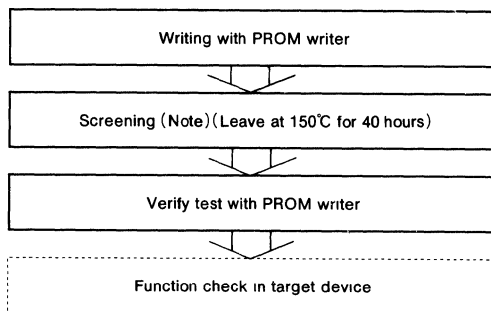 Writing with PROM writer
Screening (Note) (Leave at 150℃ for 40 hours)
Verify test with PROM writer
Function check in target device